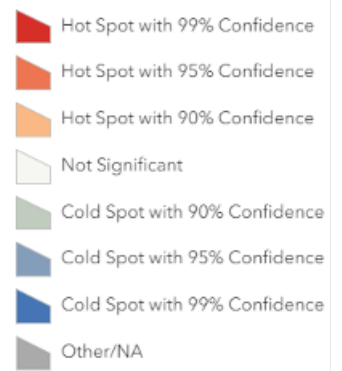 Hot Spot with 99% Confidence
Hot Spot with 95% Confidence
Hot Spot with 90% Confidence
Not Significant
Cold Spot with 90% Confidence
Cold Spot with 95% Confidence
Cold Spot with 99% Confidence
Other/NA